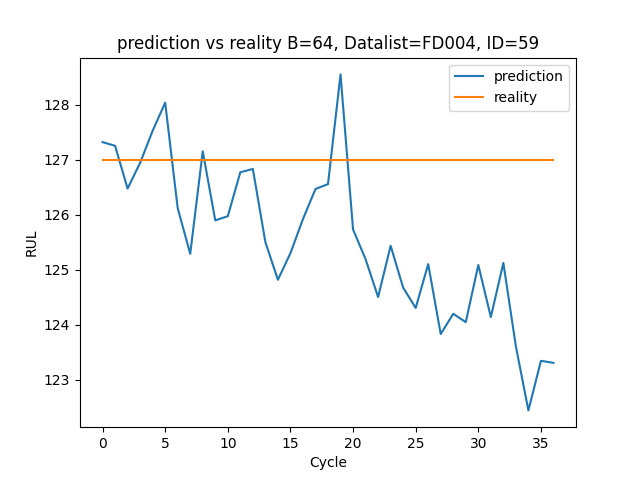 prediction vs reality B=64, Datalist=FD004, ID=59
prediction
reality
RUL
128
127
126
125
124
123
0 5 10 15 20 25 30 35
Cycle